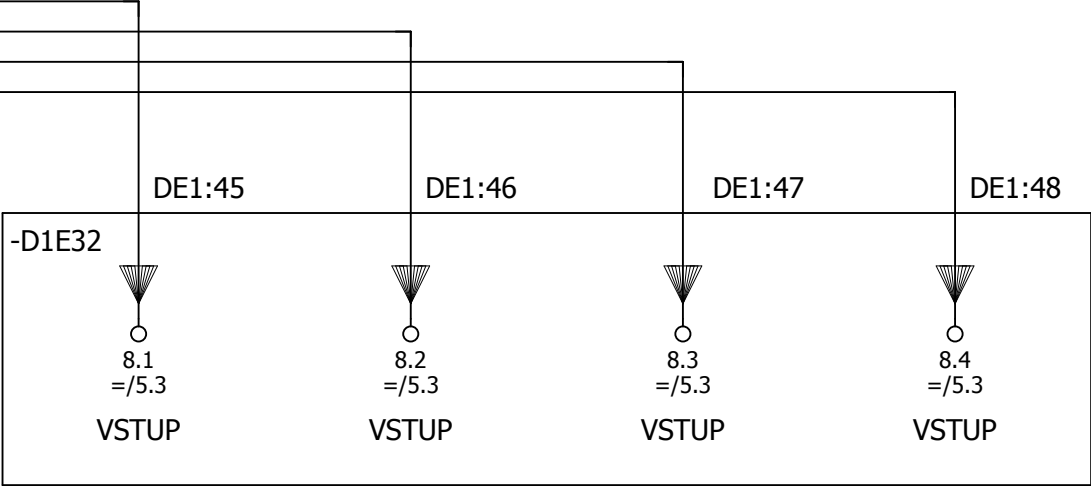 DE1:45 DE1:46 DE1:47 DE1:48
-D1E32
8.1 8.2 8.3 8.4
=/5.3 =/5.3 =/5.3 =/5.3
VSTUP VSTUP VSTUP VSTUP